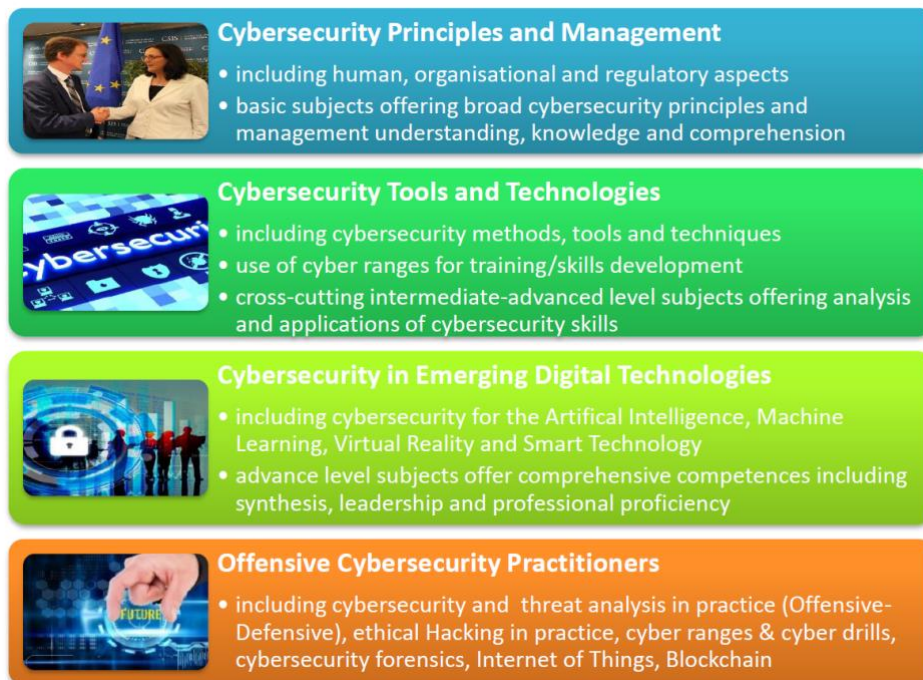 Cybersecurity Principles and Management
• including human, organisational and regulatory aspects
• basic subjects offering broad cybersecurity principles and
management understanding, knowledge and comprehension
Cybersecurity Tools and Technologies
• including cybersecurity methods, tools and techniques
• use of cyber ranges for training/skills development
• cross-cutting intermediate-advanced level subjects offering analysis
and applications of cybersecurity skills
ybersecuri
Cybersecurity in Emerging Digital Technologies
• including cybersecurity for the Artifical Intelligence, Machine
Learning, Virtual Reality and Smart Technology
• advance level subjects offer comprehensive competences including
synthesis, leadership and professional proficiency
Offensive Cybersecurity Practitioners
• including cybersecurity and  threat analysis in practice (Offensive-
Defensive), ethical Hacking in practice, cyber ranges & cyber drills,
cybersecurity forensics, Internet of Things, Blockchain
FUTURE